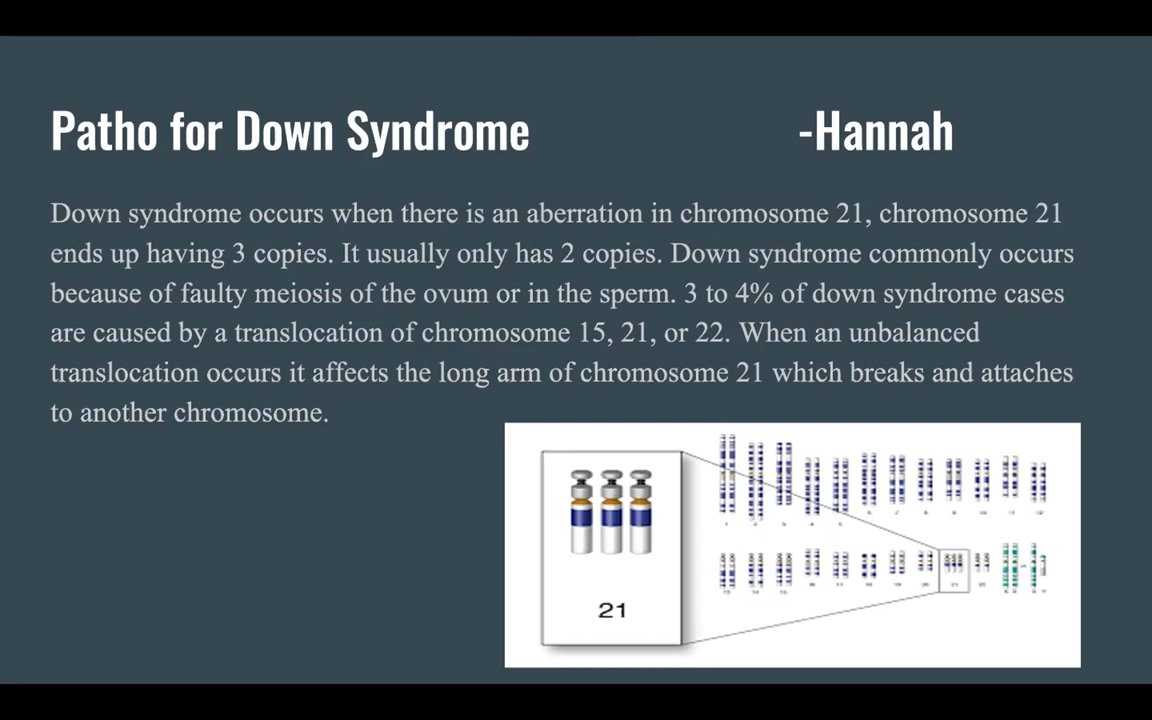 Patho for Down Syndrome -Hannah
Down syndrome occurs when there is an aberration in chromosome 21, chromosome 21
ends up having 3 copies. It usually only has 2 copies. Down syndrome commonly occurs
because of faulty meiosis of the ovum or in the sperm. 3 to 4% of down syndrome cases
are caused by a translocation of chromosome 15, 21, or 22. When an unbalanced
translocation occurs it affects the long arm of chromosome 21 which breaks and attaches
to another chromosome.
21